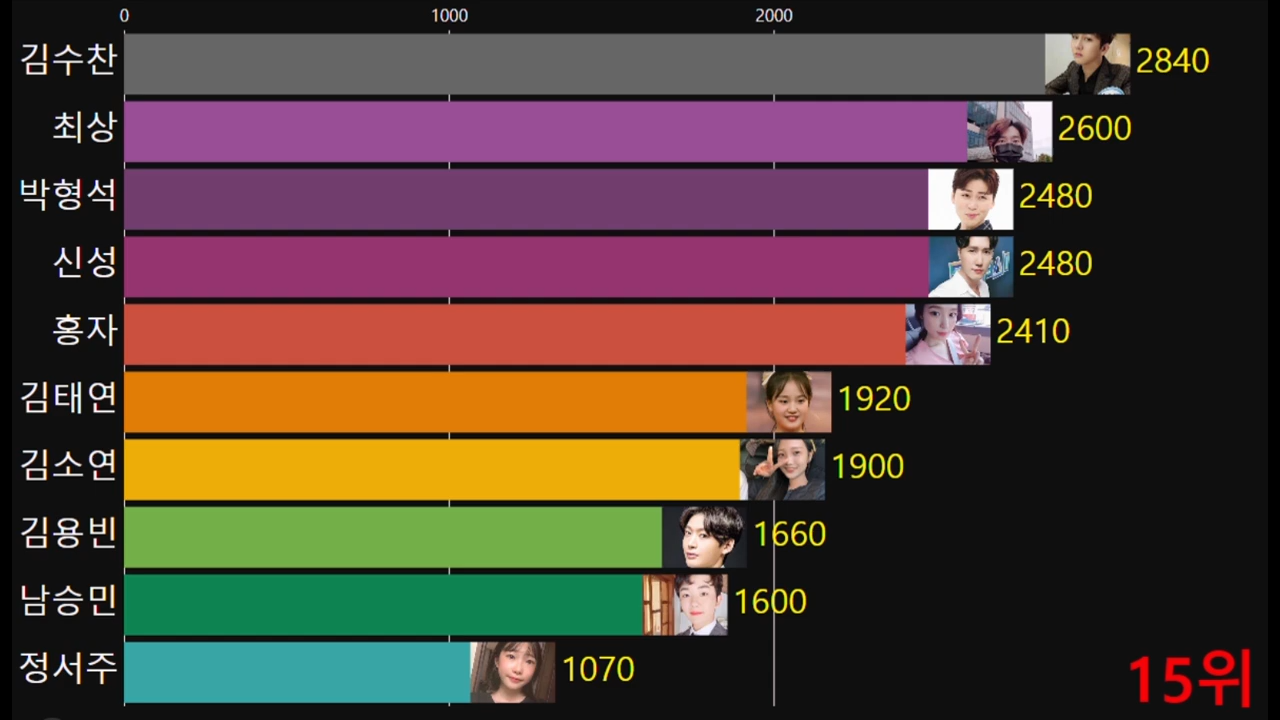 0 1000 2000
김수찬 2840
최상 2600
박형석 2480
신성 2480
홍자 2410
김태연 1920
김소연 1900
김용빈 1660
남승민 1600
정서주 1070
15위